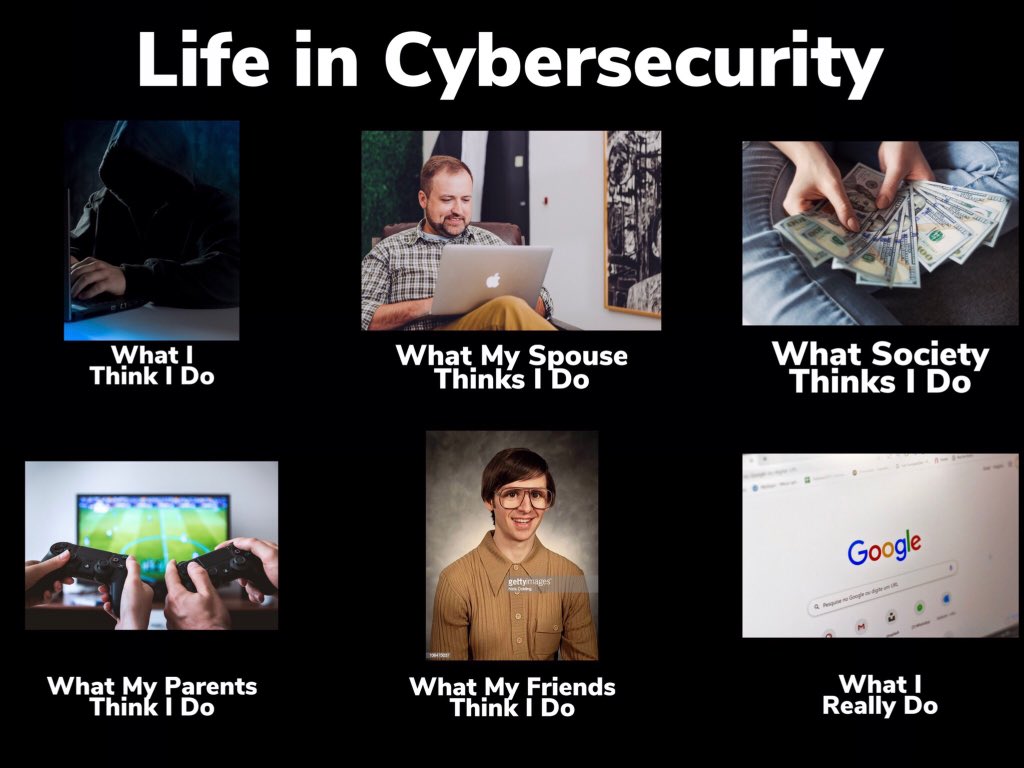 Life in Cybersecurity
What I
Think I Do
What My Spouse
Thinks I Do
What Society
Thinks I Do
gettyimages
What My Parents
Think I Do
What My Friends
Think I Do
Google
Pesquise no Google ou digite um URL
What I
Really Do